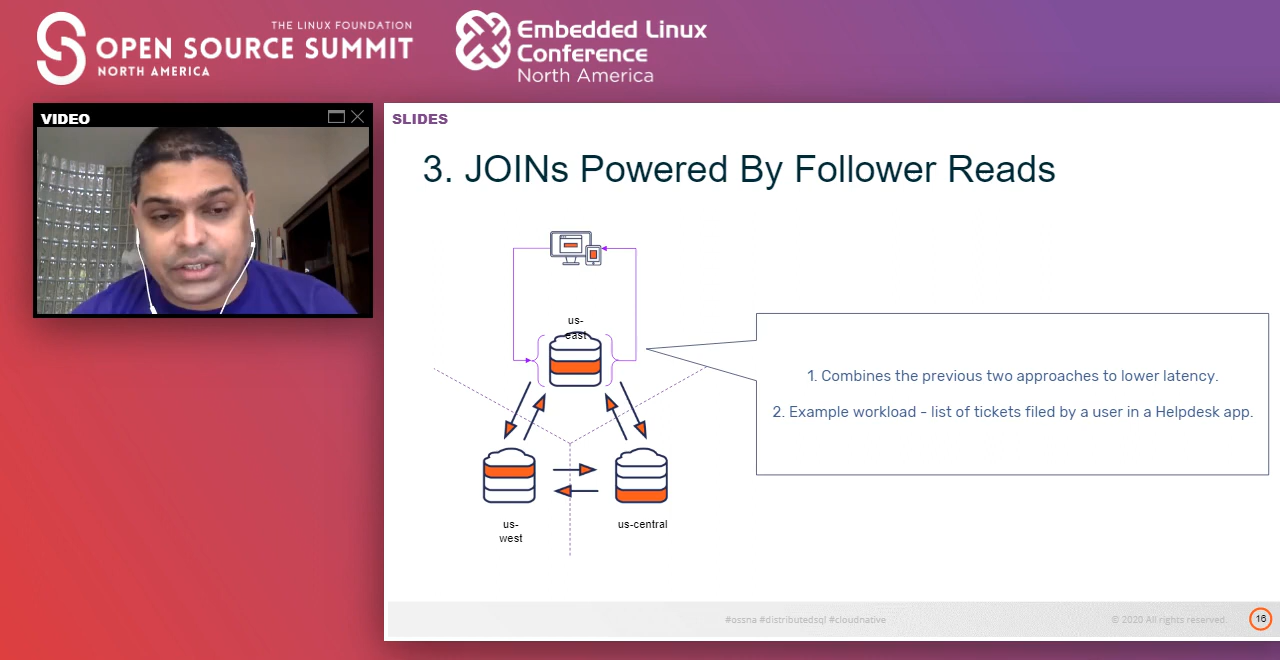 THE LINUX FOUNDATION
OPEN SOURCE SUMMIT
NORTH AMERICA
Embedded Linux
Conference
North America
VIDEO
SLIDES
3. JOINs Powered By Follower Reads
us-
east
1. Combines the previous two approaches to lower latency.
2. Example workload - list of tickets filed by a user in a Helpdesk app.
us-
west
us-central
#ossna #distributedsql #cloudnative
© 2020 All rights reserved.
16